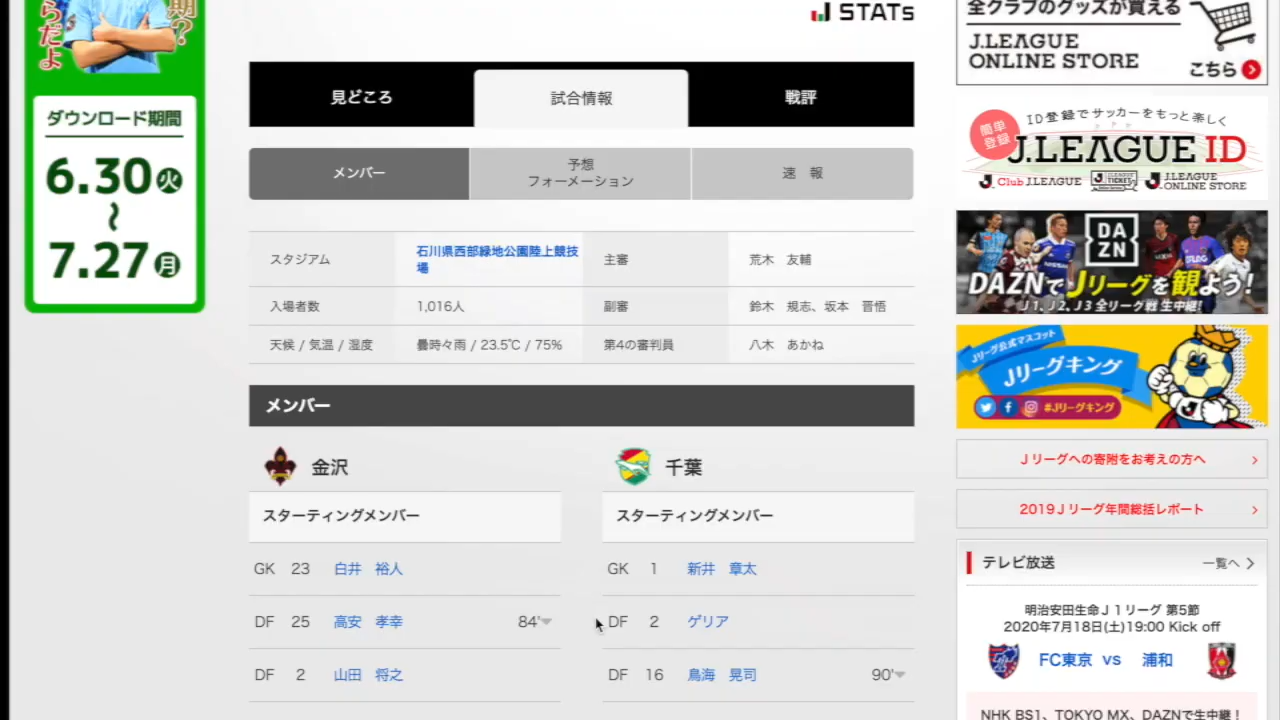 らだよ
期?
ダウンロード期間
6.30火
〜
7.27月
STATs
見どころ
試合情報
戦評
メンバー
予想
フォーメーション
速 報
スタジアム
石川県西部緑地公園陸上競技
場
主審
荒木 友輔
入場者数
1,016人
副審
鈴木 規志、坂本 晋悟
天候 / 気温 / 湿度
曇時々雨 / 23.5℃ / 75%
第4の審判員
八木 あかね
メンバー
金沢
スターティングメンバー
GK 23 白井 裕人
DF 25 高安 孝幸 84'
DF 2 山田 将之
千葉
スターティングメンバー
GK 1 新井 章太
DF 2 ゲリア
DF 16 鳥海 晃司 90'
全クラブのグッズが買える
J.LEAGUE
ONLINE STORE
こちら
簡単
登録
ID登録でサッカーをもっと楽しく
J.LEAGUE ID
Club J.LEAGUE
J.LEAGUE
TICKET
J.LEAGUE
ONLINE STORE
DA
ZN
DAZNでJリーグを観よう!
J1、J2、J3 全リーグ戦 生中継!
Jリーグ公式マスコット
Jリーグキング
#Jリーグキング
Jリーグへの寄附をお考えの方へ
2019Jリーグ年間総括レポート
テレビ放送
一覧へ
明治安田生命J1リーグ 第5節
2020年7月18日(土)19:00 Kick off
FC東京 vs 浦和
NHK BS1、TOKYO MX、DAZNで生中継!